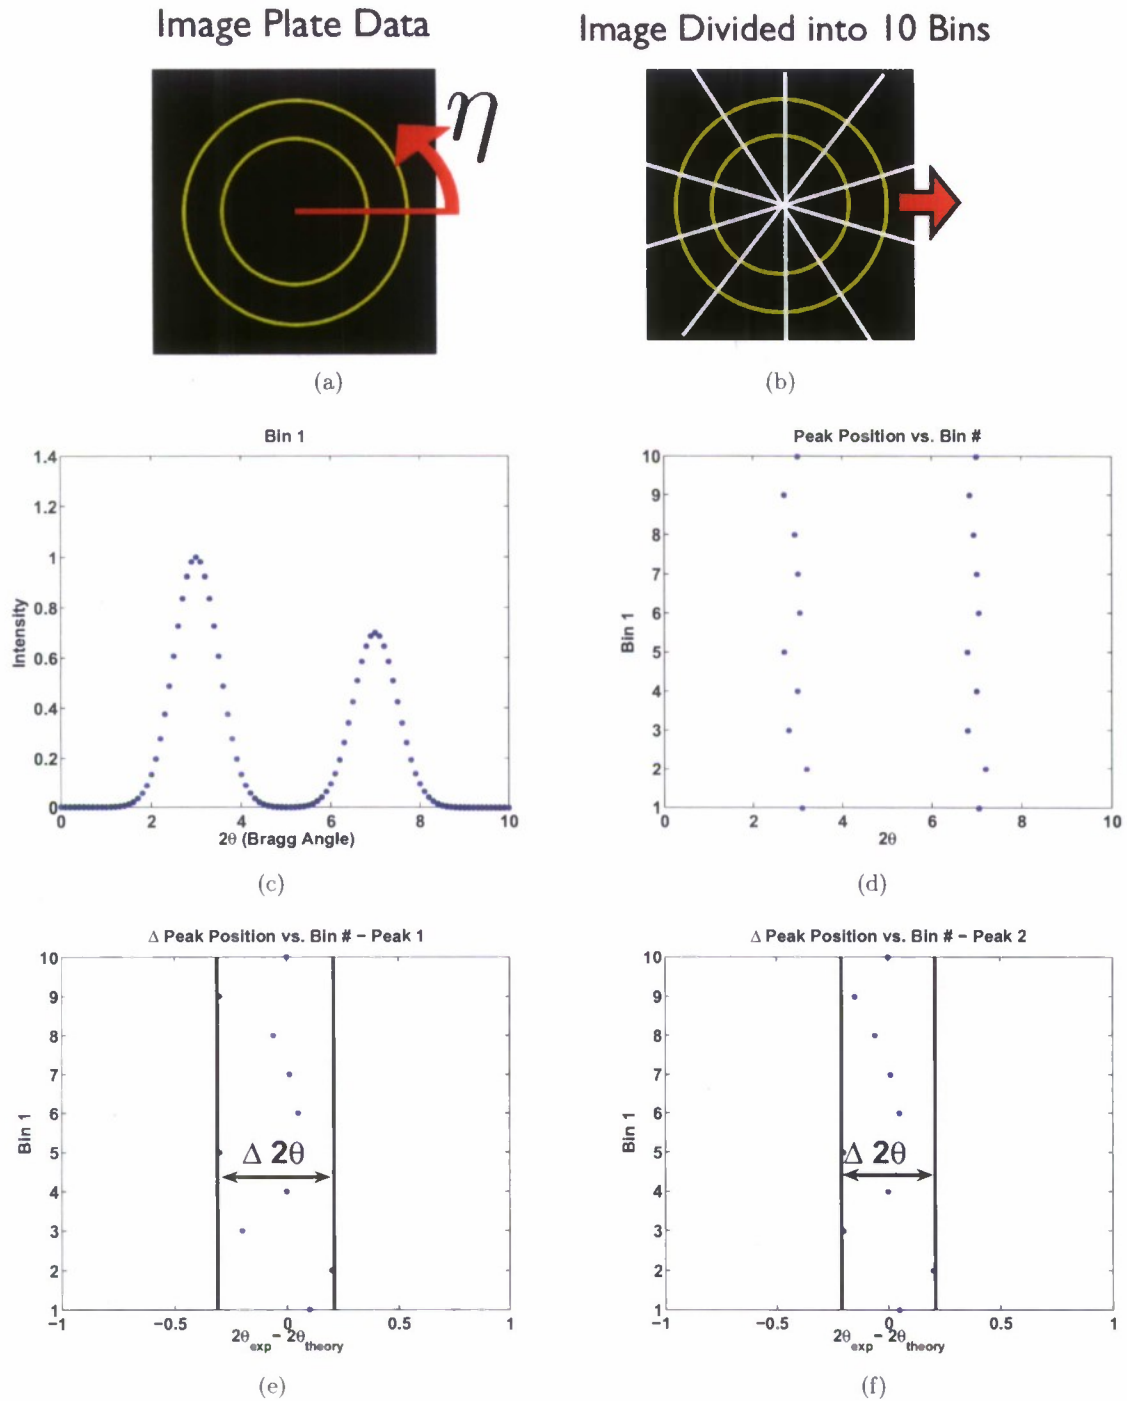 Image Plate Data
Image Divided into 10 Bins
η
(a)
(b)
Bin 1
1.4
1.2
1
0.8
0.6
0.4
0.2
0
Intensity
0 2 4 6 8 10
2θ (Bragg Angle)
(c)
Peak Position vs. Bin #
10
9
8
7
6
5
4
3
2
1
Bin 1
0 2 4 6 8 10
2θ
(d)
Δ Peak Position vs. Bin # − Peak 1
10
9
8
7
6
5
4
3
2
1
Bin 1
Δ 2θ
−1 −0.5 0 0.5 1
2θexp − 2θtheory
(e)
Δ Peak Position vs. Bin # − Peak 2
10
9
8
7
6
5
4
3
2
1
Bin 1
Δ 2θ
−1 −0.5 0 0.5 1
2θexp − 2θtheory
(f)